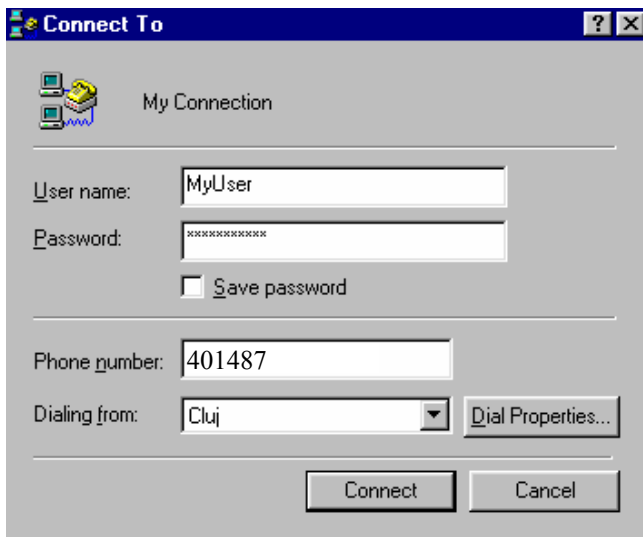 Connect To
My Connection
User name: MyUser
Password: ***********
Save password
Phone number: 401487
Dialing from: Cluj Dial Properties...
Connect Cancel